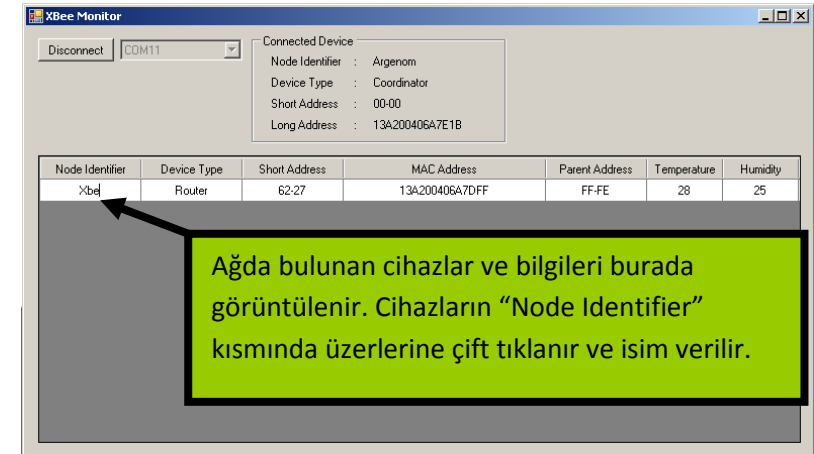 XBee Monitor
Disconnect COM11
Connected Device
Node Identifier : Argenom
Device Type : Coordinator
Short Address : 00-00
Long Address : 13A200406A7E1B
Node Identifier Device Type Short Address MAC Address Parent Address Temperature Humidity
Xbe Router 62-27 13A200406A7DFF FF-FE 28 25
Ağda bulunan cihazlar ve bilgileri burada
görüntülenir. Cihazların “Node Identifier”
kısmında üzerlerine çift tıklanır ve isim verilir.